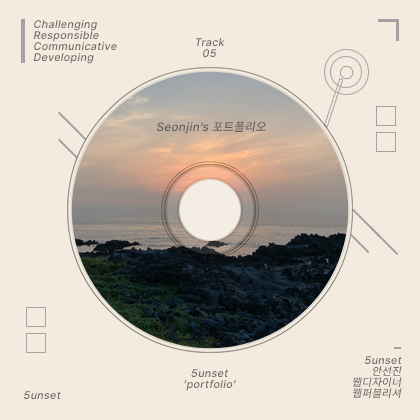 Challenging
Responsible
Communicative
Developing
Track
05
Seonjin's 포트폴리오
5unset
'portfolio'
5unset
5unset
안선진
웹디자이너
웹퍼블리셔